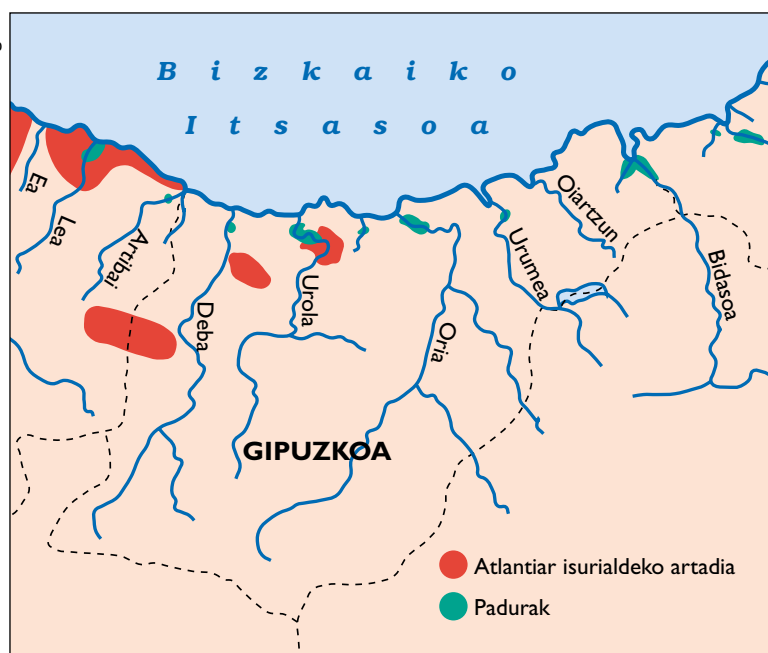 Bizkaiko
Itsasoa
Ea
Lea
Artibai
Deba
Urola
Oria
Urumea
Oiartzun
Bidasoa
GIPUZKOA
Atlantiar isurialdeko artadia
Padurak